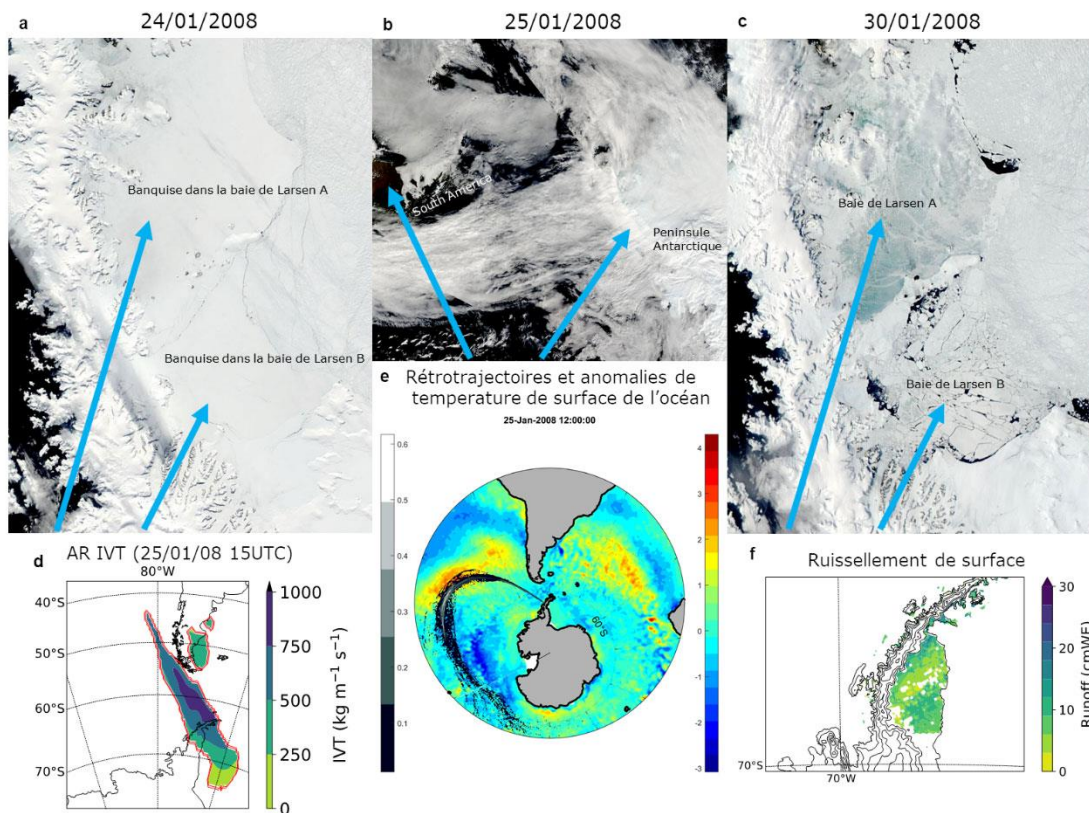 a
24/01/2008
b
25/01/2008
c
30/01/2008
Banquise dans la baie de Larsen A
Banquise dans la baie de Larsen B
South America
Peninsule
Antarctique
Baie de Larsen A
Baie de Larsen B
d
AR IVT (25/01/08 15UTC)
80°W
40°S
50°S
60°S
70°S
1000
750
500
250
0
IVT (kg m⁻¹ s⁻¹)
e
Rétrotrajectoires et anomalies de
temperature de surface de l'océan
25-Jan-2008 12:00:00
0.6
0.5
0.4
0.3
0.2
0.1
60°S
4
3
2
1
0
-1
-2
-3
f
Ruissellement de surface
70°S
70°W
30
20
10
0
Runoff (cmWE)